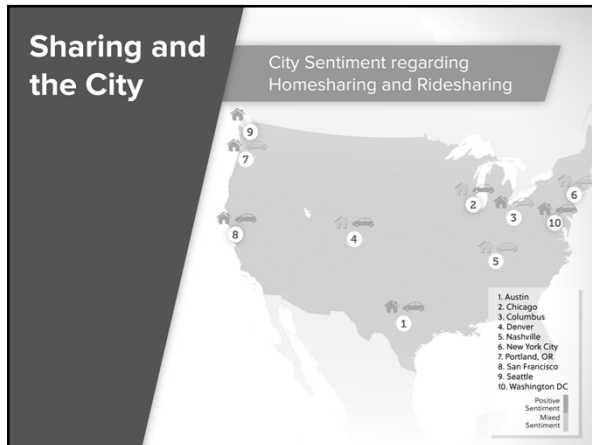 Sharing and
the City
City Sentiment regarding
Homesharing and Ridesharing
9
7
8
4
2
3
6
10
5
1
1. Austin
2. Chicago
3. Columbus
4. Denver
5. Nashville
6. New York City
7. Portland, OR
8. San Francisco
9. Seattle
10. Washington DC
Positive
Sentiment
Mixed
Sentiment